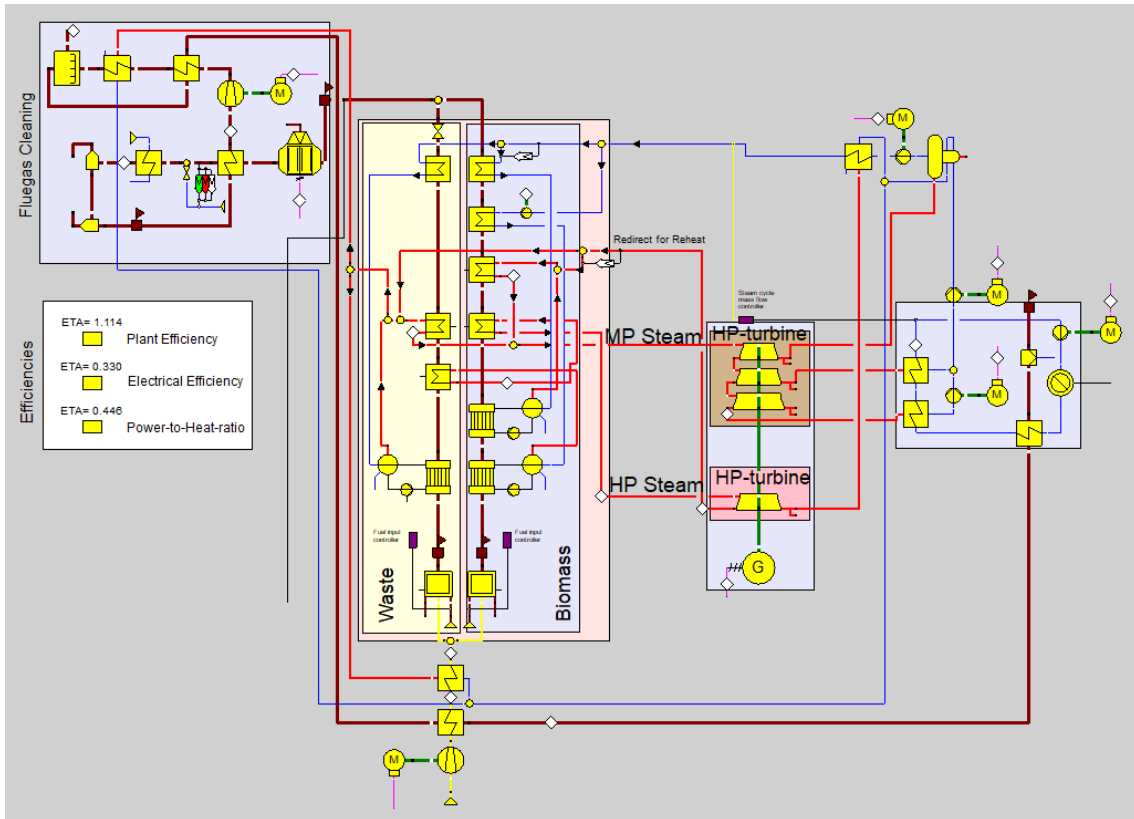 Fluegas Cleaning
M
M
Redirect for Reheat
Steam cycle
mass flow
controller
M
M
M
ETA= 1.114
Plant Efficiency
ETA= 0.330
Electrical Efficiency
ETA= 0.446
Power-to-Heat-ratio
Efficiencies
MP Steam
HP-turbine
HP Steam
HP-turbine
G
Fuel input
controller
Fuel input
controller
Waste
Biomass
M